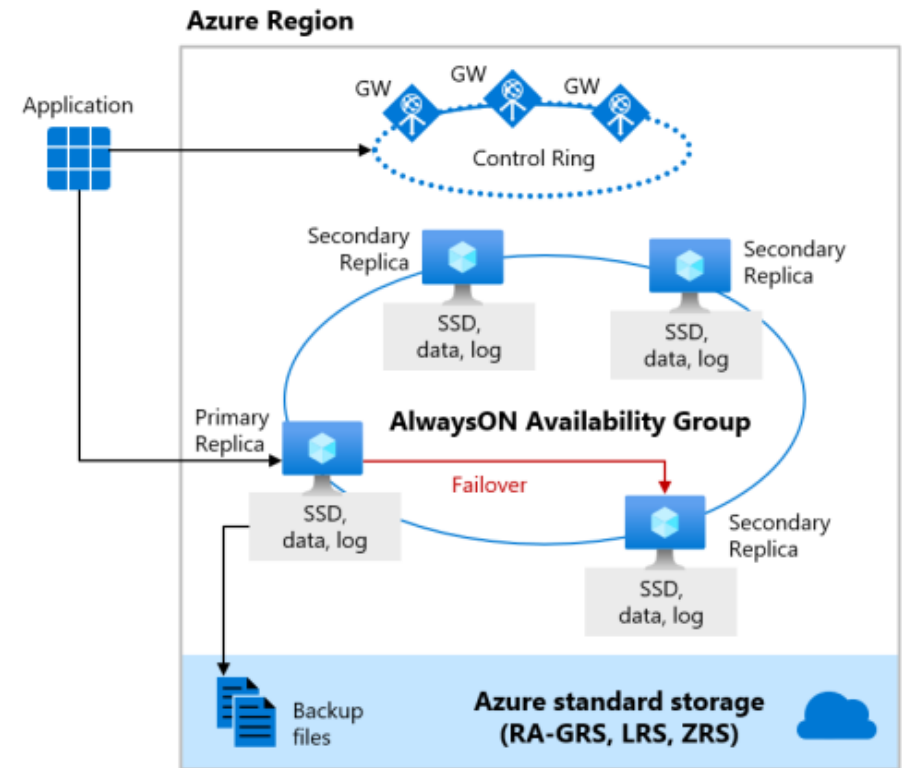 Azure Region
GW
GW
GW
Application
Control Ring
Secondary
Replica
Secondary
Replica
SSD,
data, log
SSD,
data, log
Primary
Replica
AlwaysON Availability Group
Failover
SSD,
data, log
Secondary
Replica
SSD,
data, log
Backup
files
Azure standard storage
(RA-GRS, LRS, ZRS)